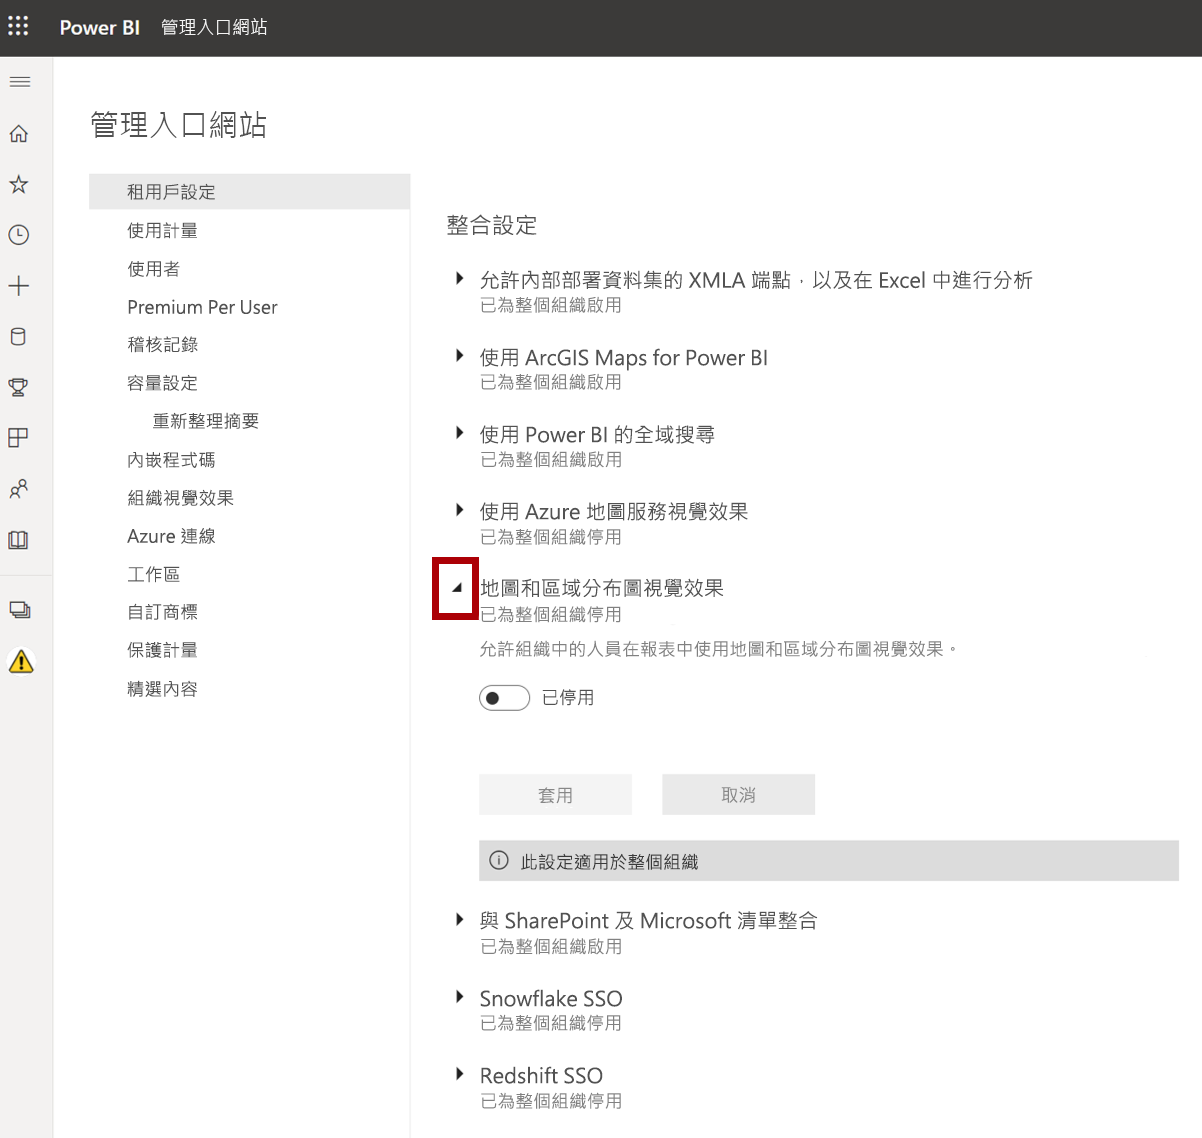 Power BI 管理入口網站
管理入口網站
租用戶設定
使用計量
使用者
Premium Per User
稽核記錄
容量設定
重新整理摘要
內嵌程式碼
組織視覺效果
Azure 連線
工作區
自訂商標
保護計量
精選內容
整合設定
允許內部部署資料集的 XMLA 端點，以及在 Excel 中進行分析
已為整個組織啟用
使用 ArcGIS Maps for Power BI
已為整個組織啟用
使用 Power BI 的全域搜尋
已為整個組織啟用
使用 Azure 地圖服務視覺效果
已為整個組織停用
地圖和區域分布圖視覺效果
已為整個組織停用
允許組織中的人員在報表中使用地圖和區域分布圖視覺效果。
已停用
套用 取消
此設定適用於整個組織
與 SharePoint 及 Microsoft 清單整合
已為整個組織啟用
Snowflake SSO
已為整個組織停用
Redshift SSO
已為整個組織停用